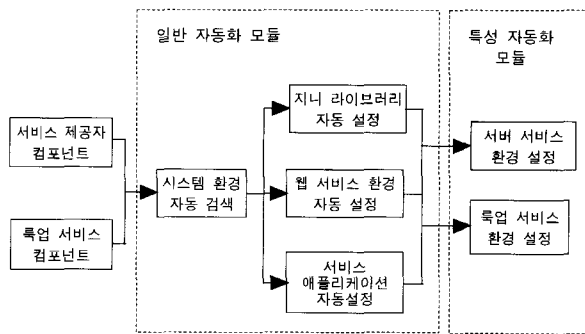 일반 자동화 모듈
특성 자동화
모듈
서비스 제공자
컴포넌트
룩업 서비스
컴포넌트
시스템 환경
자동 검색
지니 라이브러리
자동 설정
웹 서비스 환경
자동 설정
서비스
애플리케이션
자동설정
서버 서비스
환경 설정
룩업 서비스
환경 설정